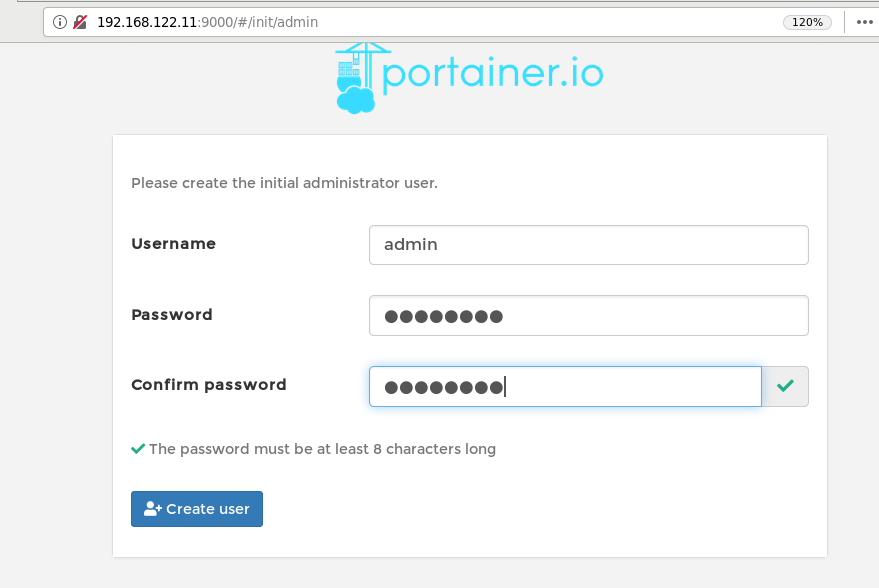 192.168.122.11:9000/#/init/admin 120%
portainer.io
Please create the initial administrator user.
Username admin
Password ●●●●●●●●
Confirm password ●●●●●●●●
The password must be at least 8 characters long
Create user